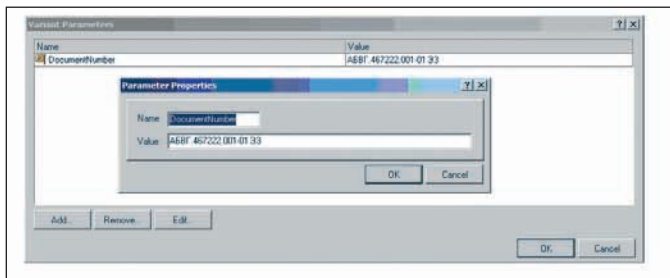 Variant Parameters
Name Value
DocumentNumber АБВГ.467222.001-01 ЭЗ
Parameter Properties
Name DocumentNumber
Value АБВГ.467222.001-01 ЭЗ
OK Cancel
Add... Remove... Edit...
OK Cancel